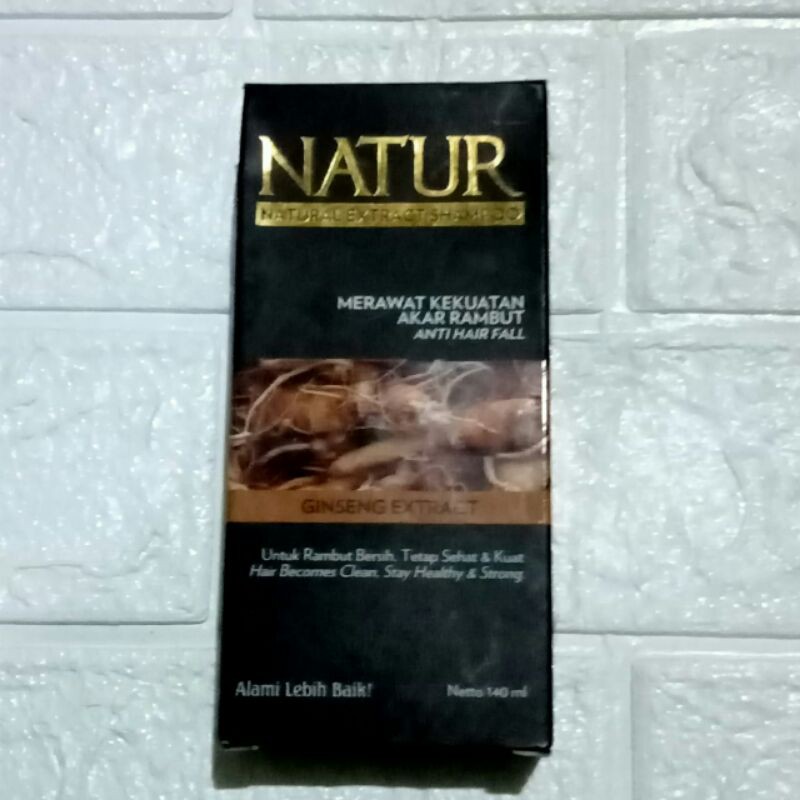 NATUR
NATURAL EXTRACT SHAMPOO
MERAWAT KEKUATAN
AKAR RAMBUT
ANTI HAIR FALL
GINSENG EXTRACT
Untuk Rambut Bersih, Tetap Sehat & Kuat
Hair Becomes Clean, Stay Healthy & Strong
Alami Lebih Baik!
Netto 140 ml